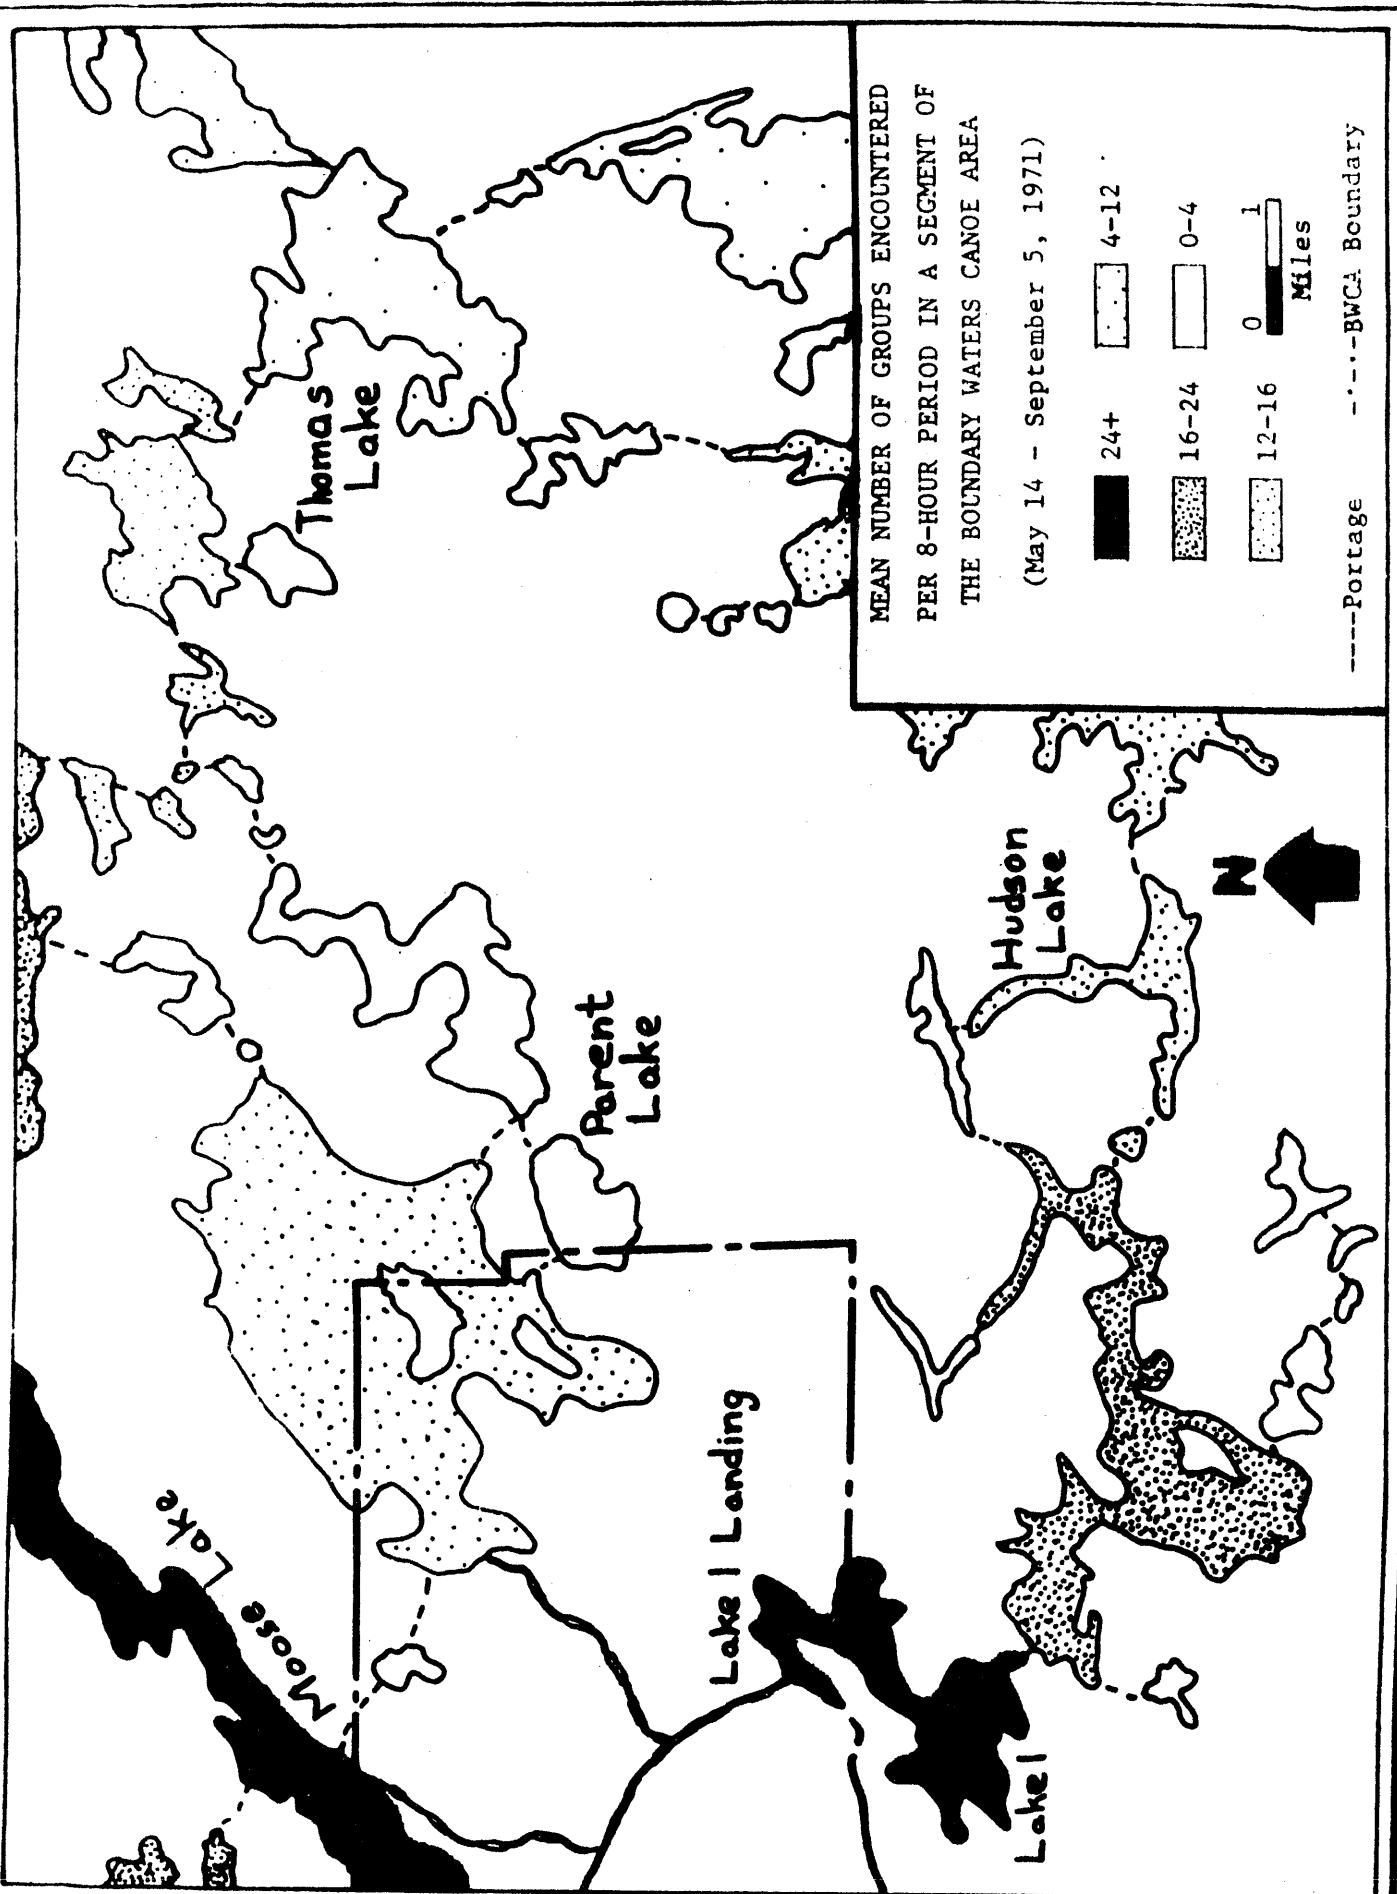 Thomas
Lake
Moose Lake
Parent
Lake
Lake 1 Landing
Hudson
Lake
Lake 1
N
MEAN NUMBER OF GROUPS ENCOUNTERED
PER 8-HOUR PERIOD IN A SEGMENT OF
THE BOUNDARY WATERS CANOE AREA
(May 14 - September 5, 1971)
24+ 4-12
16-24 0-4
12-16 0 1
Miles
----Portage -·-·-BWCA Boundary